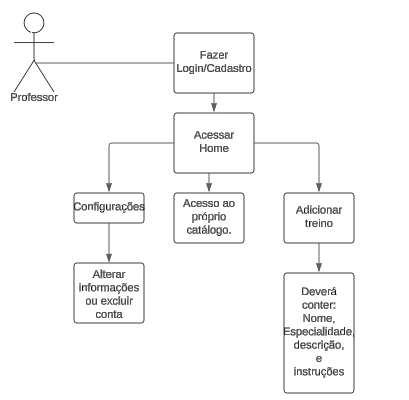 Professor
Fazer
Login/Cadastro
Acessar
Home
Configurações
Acesso ao
próprio
catálogo.
Adicionar
treino
Alterar
informações
ou excluir
conta
Deverá
conter:
Nome,
Especialidade,
descrição,
e
instruções